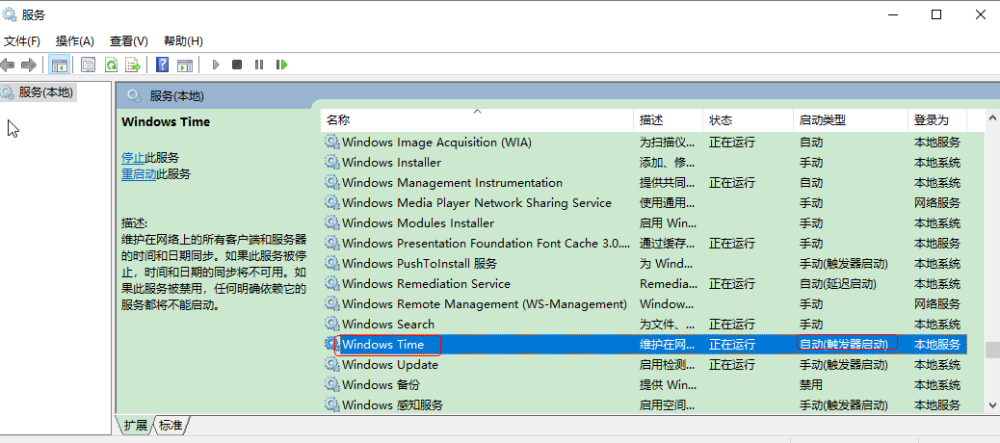 服务
文件(F) 操作(A) 查看(V) 帮助(H)
服务(本地)
服务(本地)
Windows Time
停止此服务
重启动此服务
描述:
维护在网络上的所有客户端和服务器
的时间和日期同步。如果此服务被停
止，时间和日期的同步将不可用。如
果此服务被禁用，任何明确依赖它的
服务都将不能启动。
名称 描述 状态 启动类型 登录为
Windows Image Acquisition (WIA) 为扫描仪... 正在运行 自动 本地服务
Windows Installer 添加、修... 手动 本地系统
Windows Management Instrumentation 提供共同... 正在运行 自动 本地系统
Windows Media Player Network Sharing Service 使用通用... 手动 网络服务
Windows Modules Installer 启用 Win... 手动 本地系统
Windows Presentation Foundation Font Cache 3.0.... 通过缓存... 正在运行 手动 本地服务
Windows PushToInstall 服务 为 Wind... 手动(触发器启动) 本地系统
Windows Remediation Service Remedia... 正在运行 自动(延迟启动) 本地系统
Windows Remote Management (WS-Management) Window... 手动 网络服务
Windows Search 为文件、... 正在运行 手动 本地系统
Windows Time 维护在网... 正在运行 自动(触发器启动) 本地服务
Windows Update 启用检测... 正在运行 手动(触发器启动) 本地系统
Windows 备份 提供 Win... 禁用 本地系统
Windows 感知服务 启用空间... 手动(触发器启动) 本地服务
扩展 标准